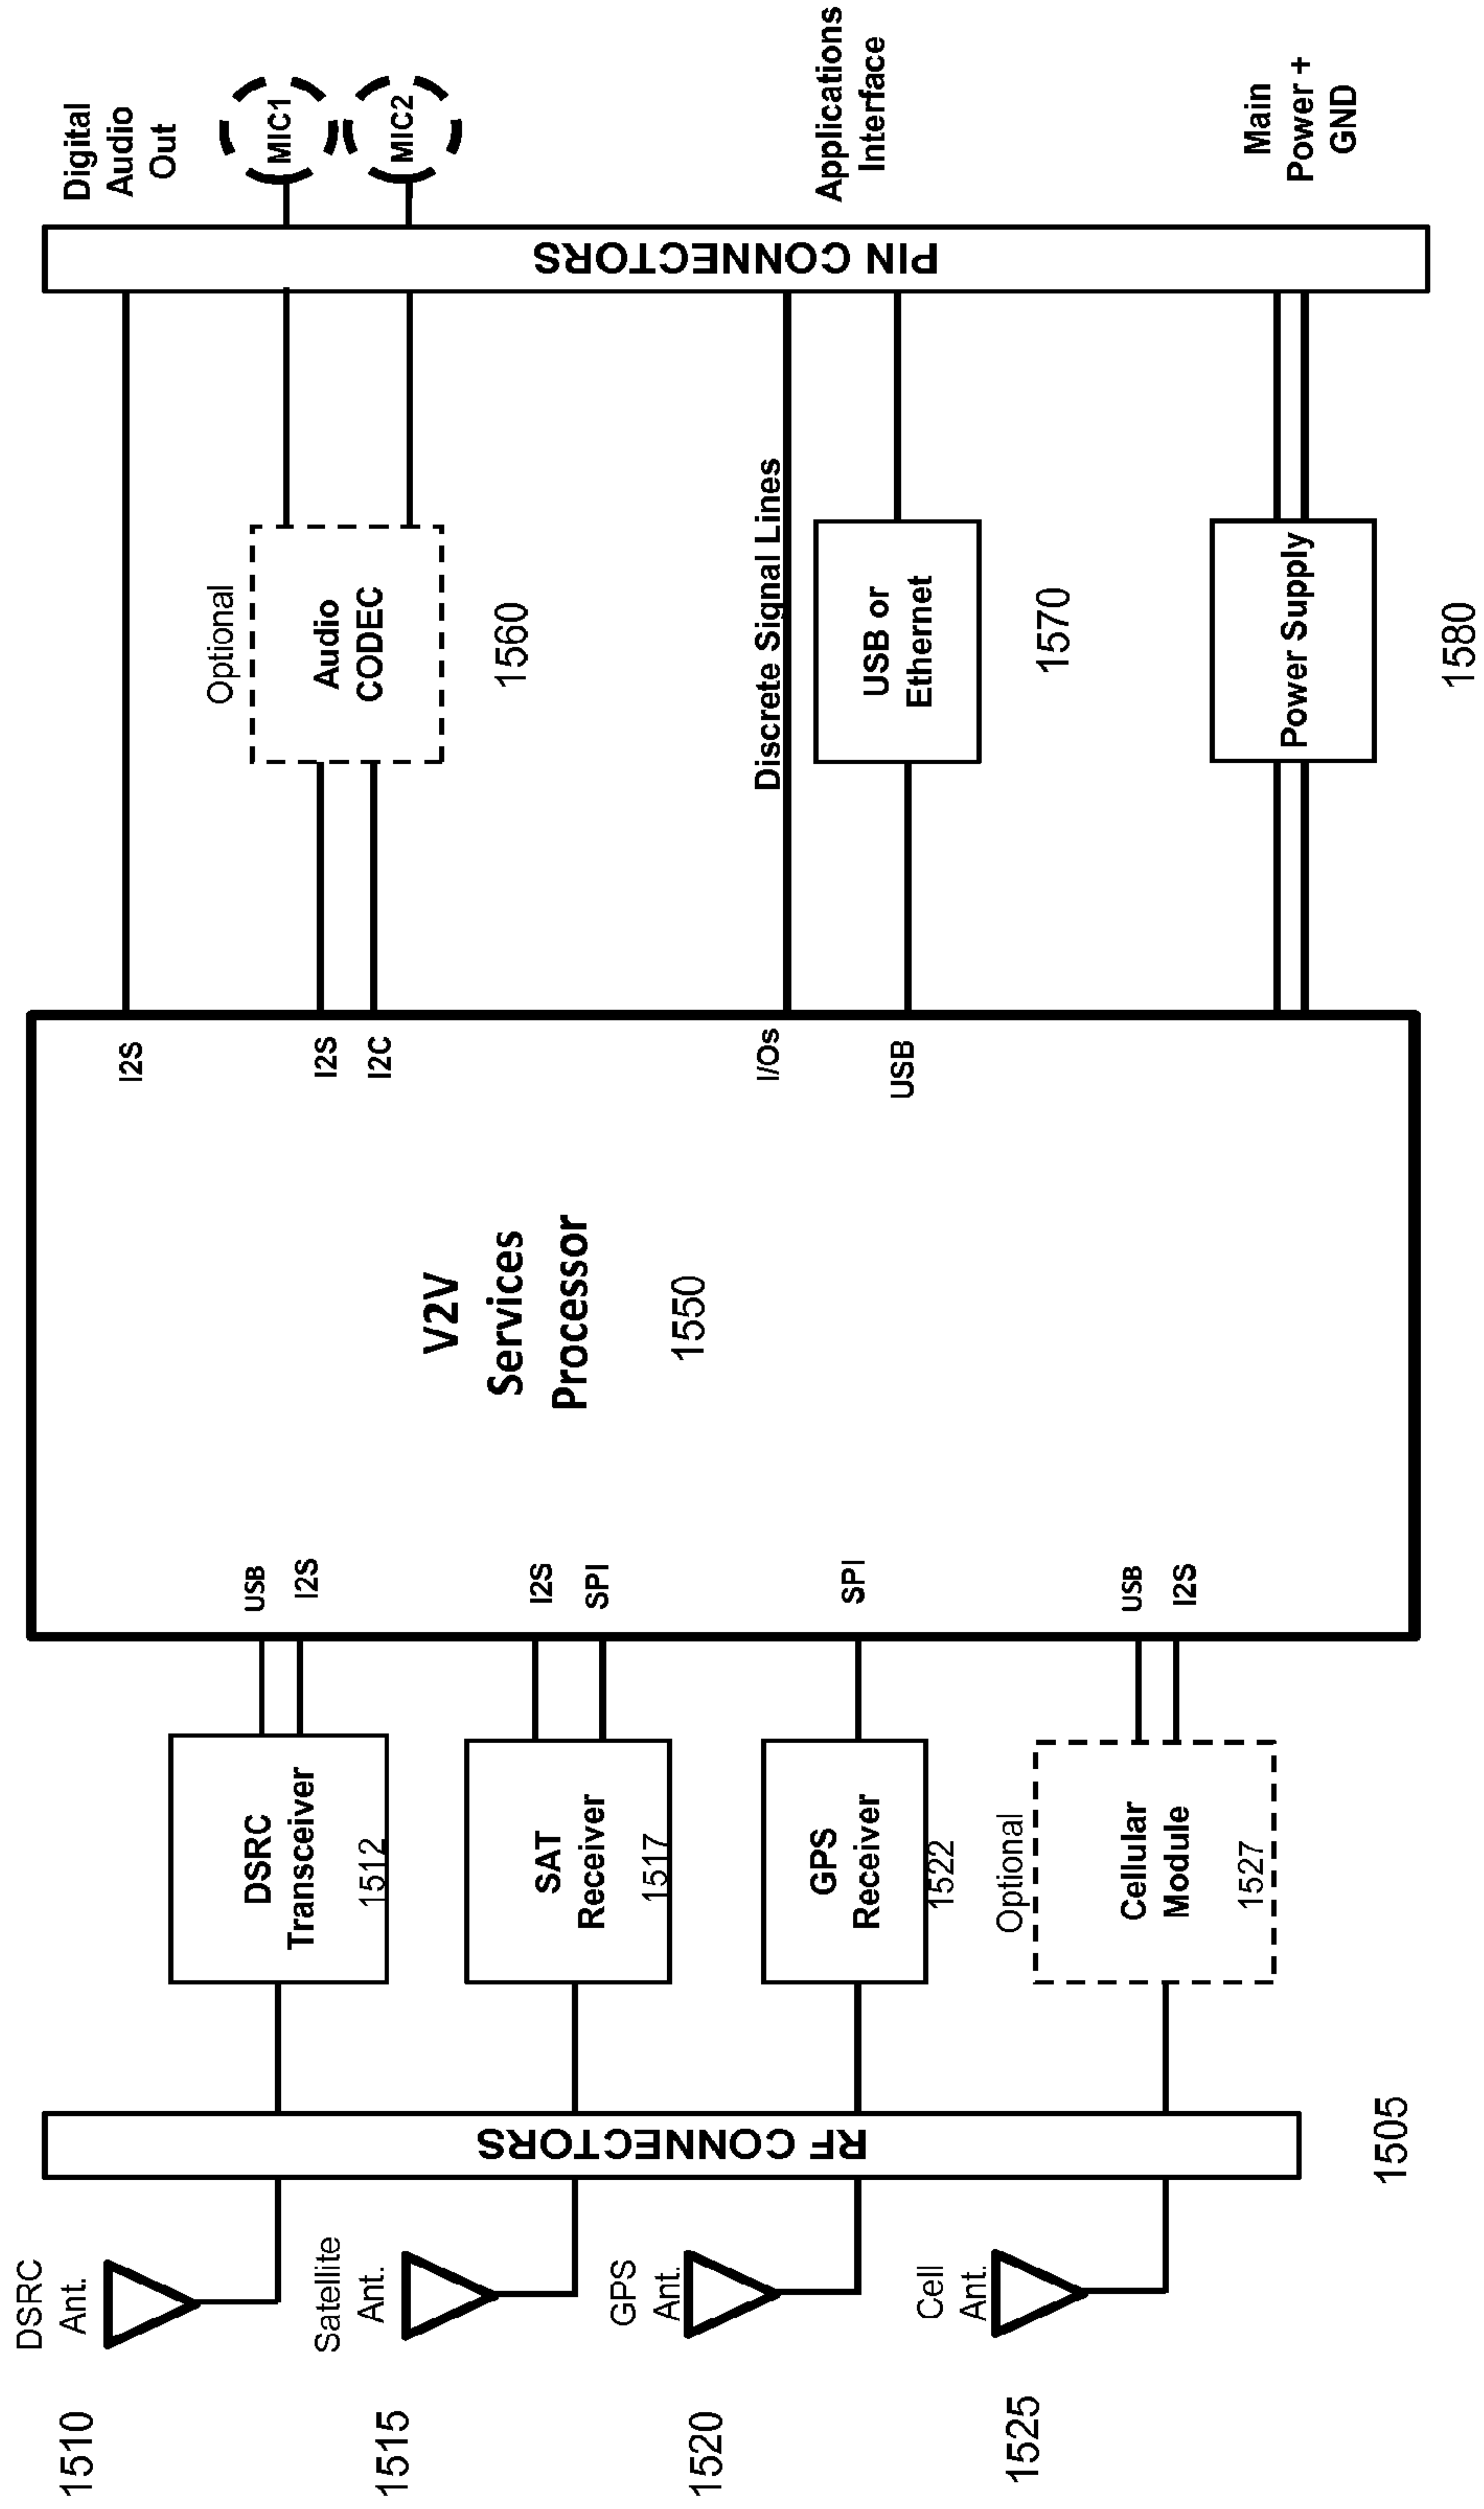 1510
DSRC
Ant.
1515
Satellite
Ant.
1520
GPS
Ant.
1525
Cell
Ant.
RF CONNECTORS
1505
DSRC
Transceiver
1512
SAT
Receiver
1517
GPS
Receiver
1522
Optional
Cellular
Module
1527
USB
I2S
I2S
SPI
SPI
USB
I2S
V2V
Services
Processor
1550
I2S
I2S
I2C
I/Os
USB
Optional
Audio
CODEC
1560
Discrete Signal Lines
USB or
Ethernet
1570
Power Supply
1580
PIN CONNECTORS
Digital
Audio
Out
MIC1
MIC2
Applications
Interface
Main
Power +
GND